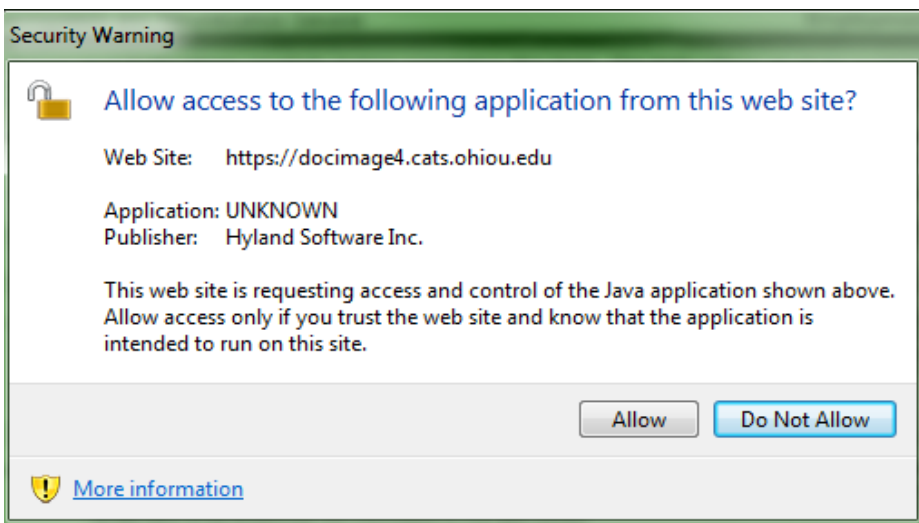 Security Warning
Allow access to the following application from this web site?
Web Site: https://docimage4.cats.ohiou.edu
Application: UNKNOWN
Publisher: Hyland Software Inc.
This web site is requesting access and control of the Java application shown above.
Allow access only if you trust the web site and know that the application is
intended to run on this site.
Allow Do Not Allow
More information